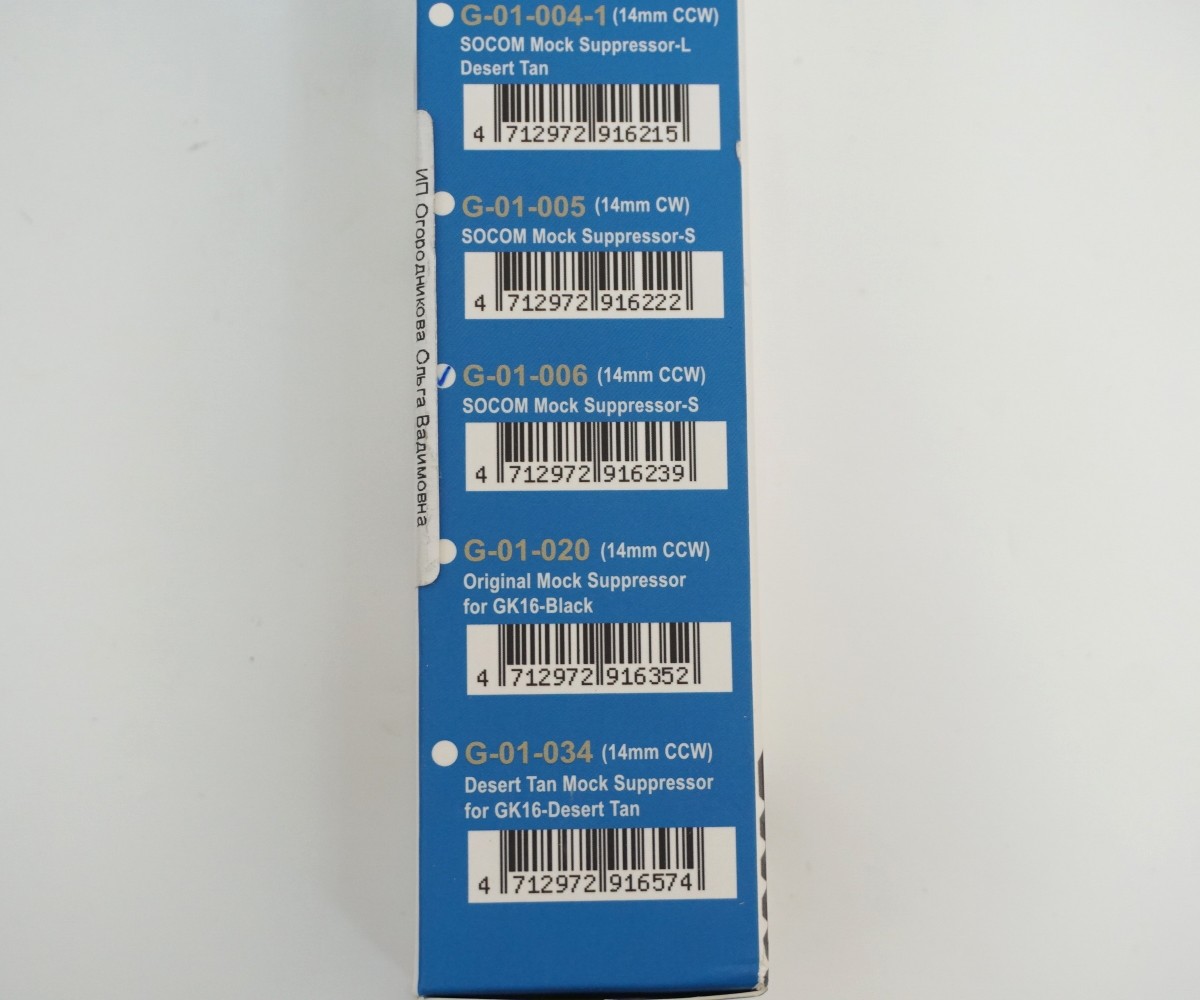 G-01-004-1 (14mm CCW)
SOCOM Mock Suppressor-L
Desert Tan
4 712972 916215
G-01-005 (14mm CW)
SOCOM Mock Suppressor-S
4 712972 916222
G-01-006 (14mm CCW)
SOCOM Mock Suppressor-S
4 712972 916239
G-01-020 (14mm CCW)
Original Mock Suppressor
for GK16-Black
4 712972 916352
G-01-034 (14mm CCW)
Desert Tan Mock Suppressor
for GK16-Desert Tan
4 712972 916574
ИП Огородникова Ольга Вадимовна